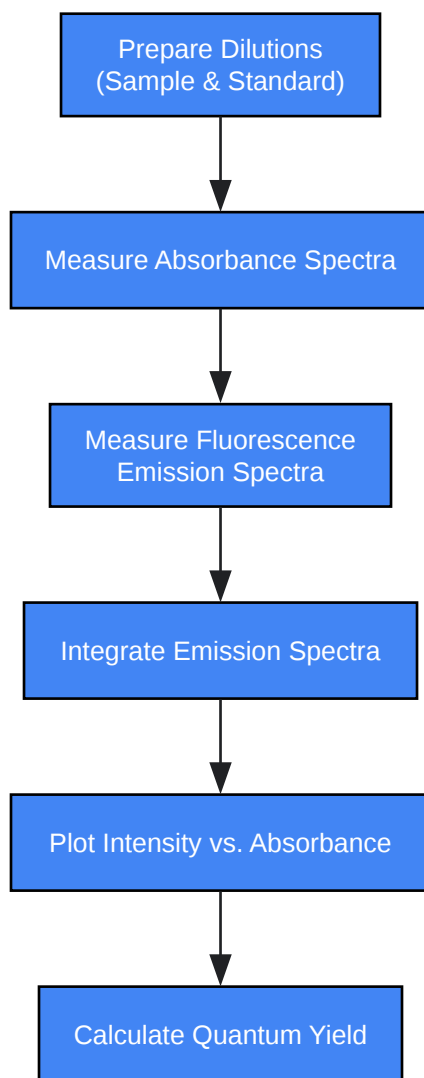 Prepare Dilutions
(Sample & Standard)
Measure Absorbance Spectra
Measure Fluorescence
Emission Spectra
Integrate Emission Spectra
Plot Intensity vs. Absorbance
Calculate Quantum Yield